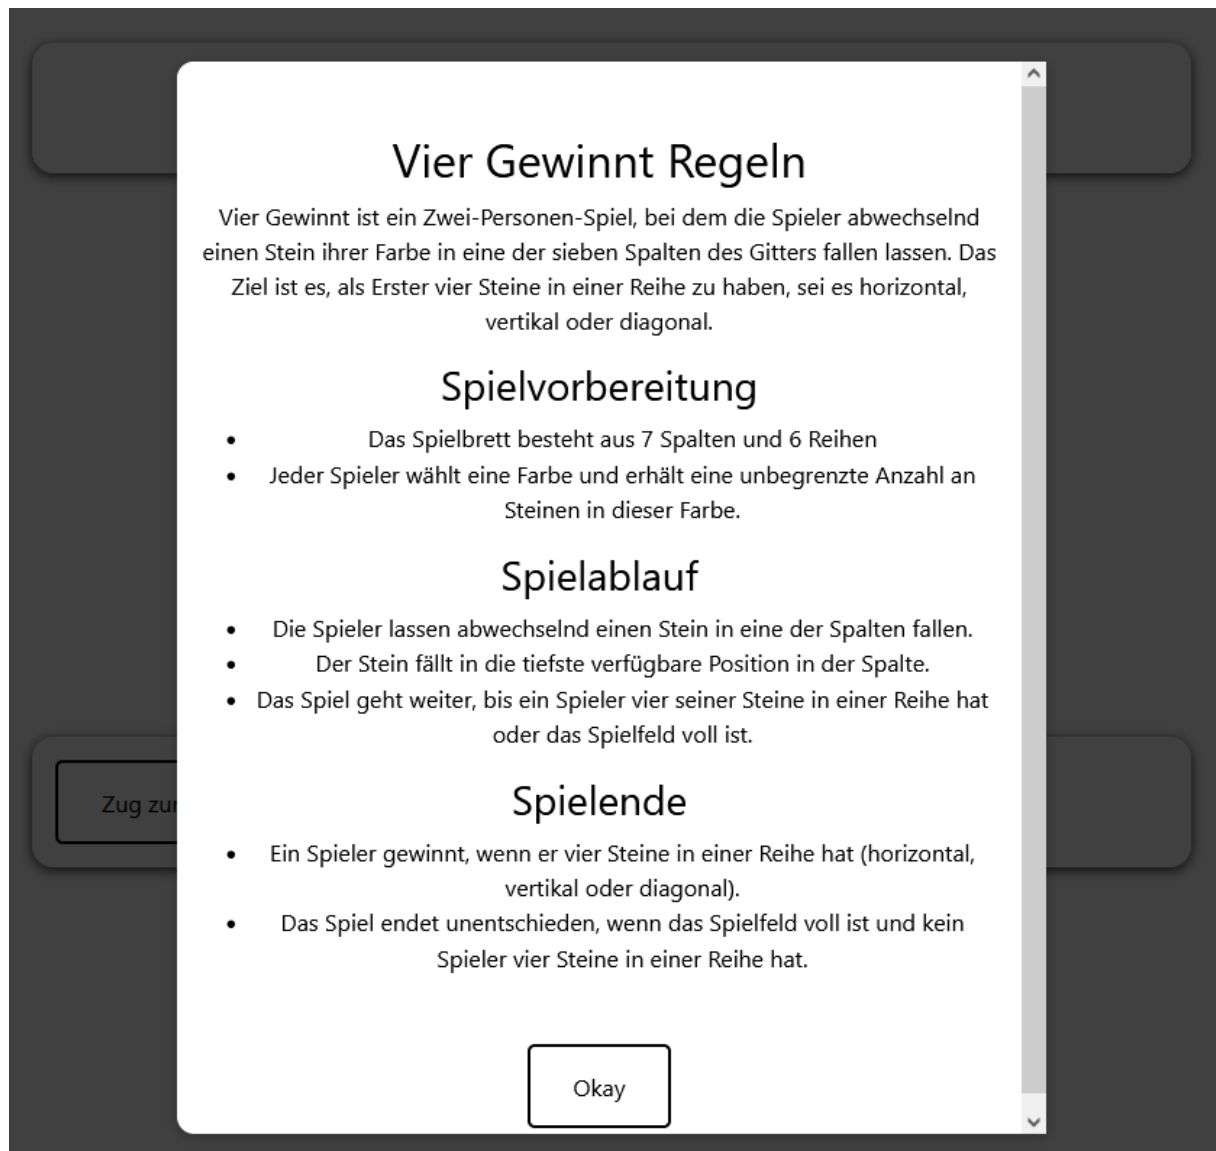 Vier Gewinnt Regeln
Vier Gewinnt ist ein Zwei-Personen-Spiel, bei dem die Spieler abwechselnd
einen Stein ihrer Farbe in eine der sieben Spalten des Gitters fallen lassen. Das
Ziel ist es, als Erster vier Steine in einer Reihe zu haben, sei es horizontal,
vertikal oder diagonal.
Spielvorbereitung
• Das Spielbrett besteht aus 7 Spalten und 6 Reihen
• Jeder Spieler wählt eine Farbe und erhält eine unbegrenzte Anzahl an
Steinen in dieser Farbe.
Spielablauf
• Die Spieler lassen abwechselnd einen Stein in eine der Spalten fallen.
• Der Stein fällt in die tiefste verfügbare Position in der Spalte.
• Das Spiel geht weiter, bis ein Spieler vier seiner Steine in einer Reihe hat
oder das Spielfeld voll ist.
Zug
Spielende
• Ein Spieler gewinnt, wenn er vier Steine in einer Reihe hat (horizontal,
vertikal oder diagonal).
• Das Spiel endet unentschieden, wenn das Spielfeld voll ist und kein
Spieler vier Steine in einer Reihe hat.
Okay